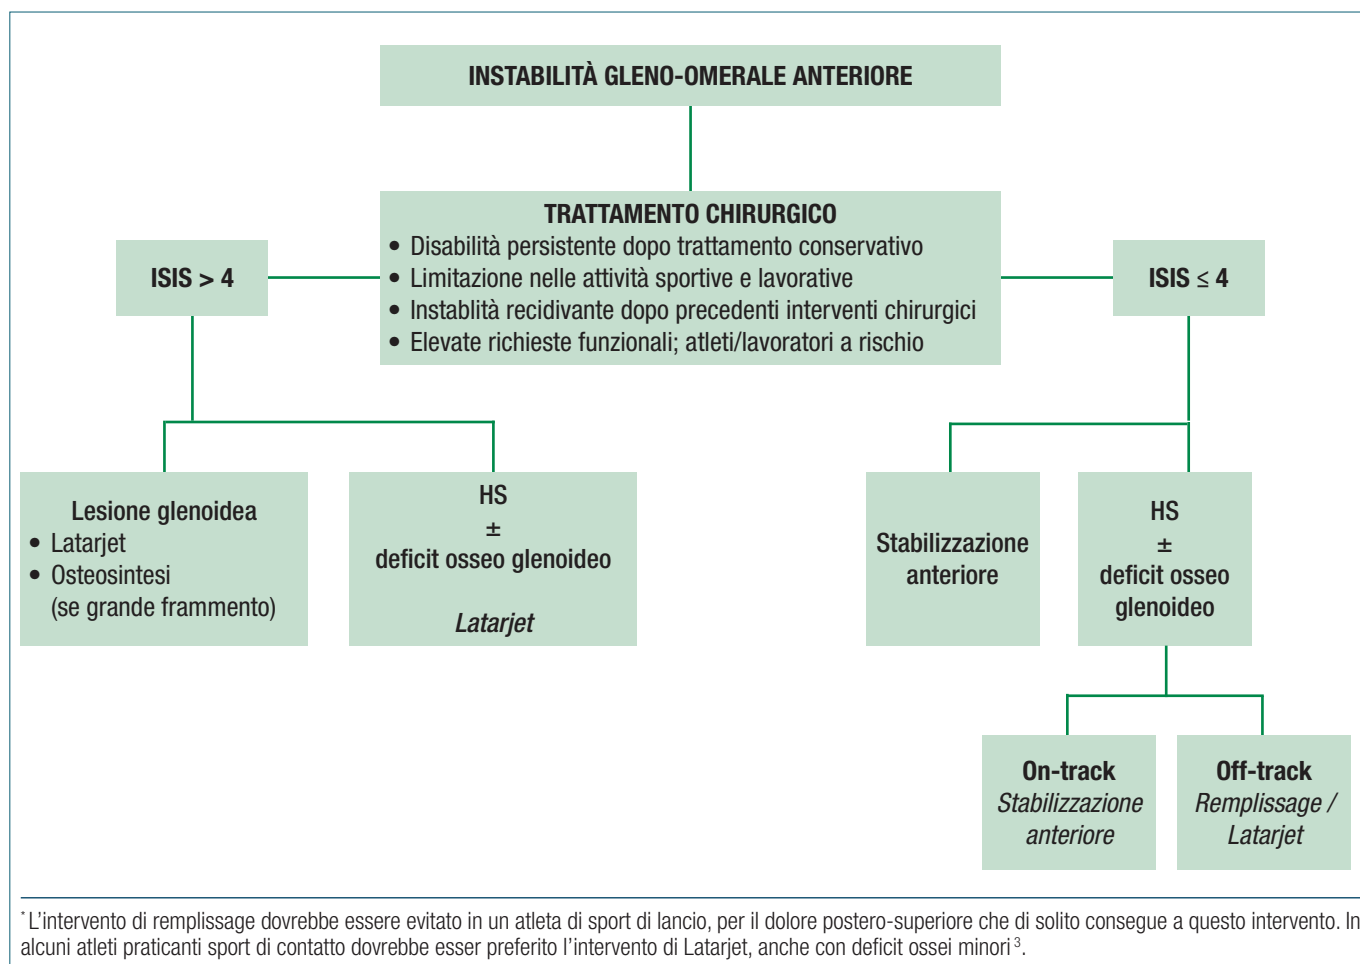 INSTABILITÀ GLENO-OMERALE ANTERIORE
TRATTAMENTO CHIRURGICO
• Disabilità persistente dopo trattamento conservativo
• Limitazione nelle attività sportive e lavorative
• Instablità recidivante dopo precedenti interventi chirurgici
• Elevate richieste funzionali; atleti/lavoratori a rischio
ISIS > 4
ISIS ≤ 4
Lesione glenoidea
• Latarjet
• Osteosintesi
(se grande frammento)
HS
±
deficit osseo glenoideo
Latarjet
Stabilizzazione
anteriore
HS
±
deficit osseo
glenoideo
On-track
Stabilizzazione
anteriore
Off-track
Remplissage /
Latarjet
*L'intervento di remplissage dovrebbe essere evitato in un atleta di sport di lancio, per il dolore postero-superiore che di solito consegue a questo intervento. In
alcuni atleti praticanti sport di contatto dovrebbe esser preferito l'intervento di Latarjet, anche con deficit ossei minori 3.